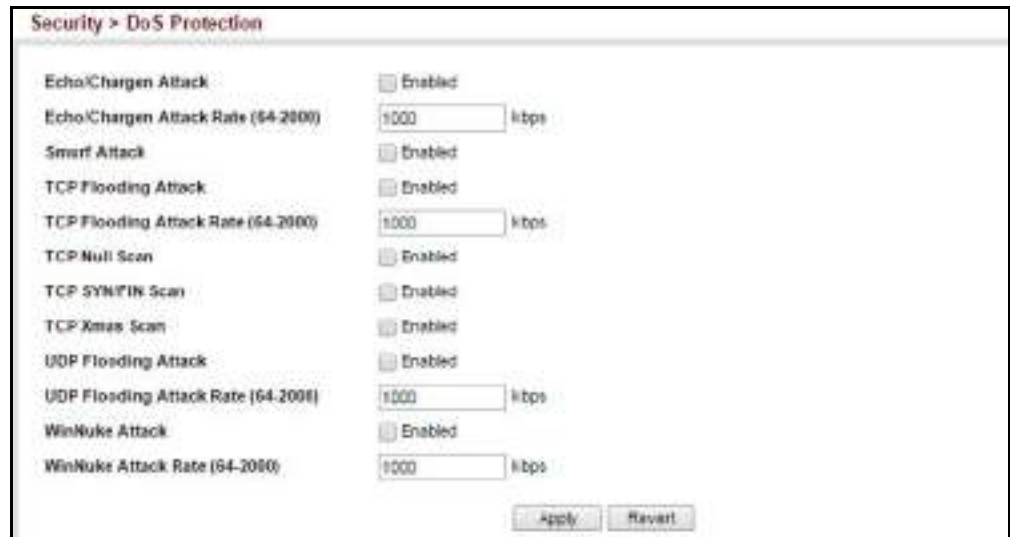 Security > DoS Protection
Echo/Chargen Attack Enabled
Echo/Chargen Attack Rate (64-2000) 1000 kbps
Smurf Attack Enabled
TCP Flooding Attack Enabled
TCP Flooding Attack Rate (64-2000) 1000 kbps
TCP Null Scan Enabled
TCP SYN/FIN Scan Enabled
TCP Xmas Scan Enabled
UDP Flooding Attack Enabled
UDP Flooding Attack Rate (64-2000) 1000 kbps
WinNuke Attack Enabled
WinNuke Attack Rate (64-2000) 1000 kbps
Apply Revert